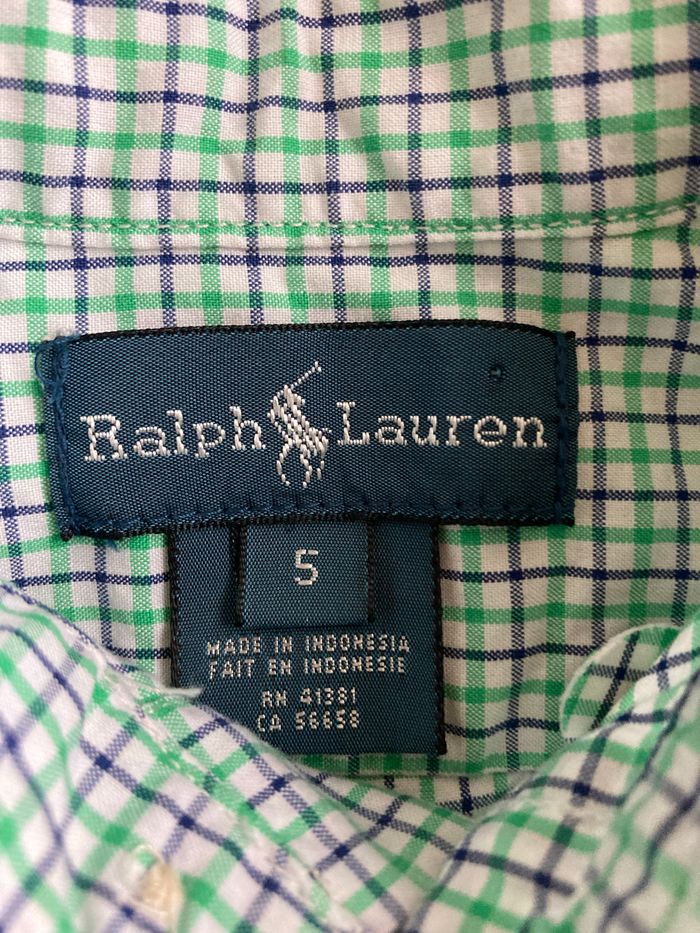 Ralph Lauren
5
MADE IN INDONESIA
FAIT EN INDONESIE
RN 41381
CA 56658